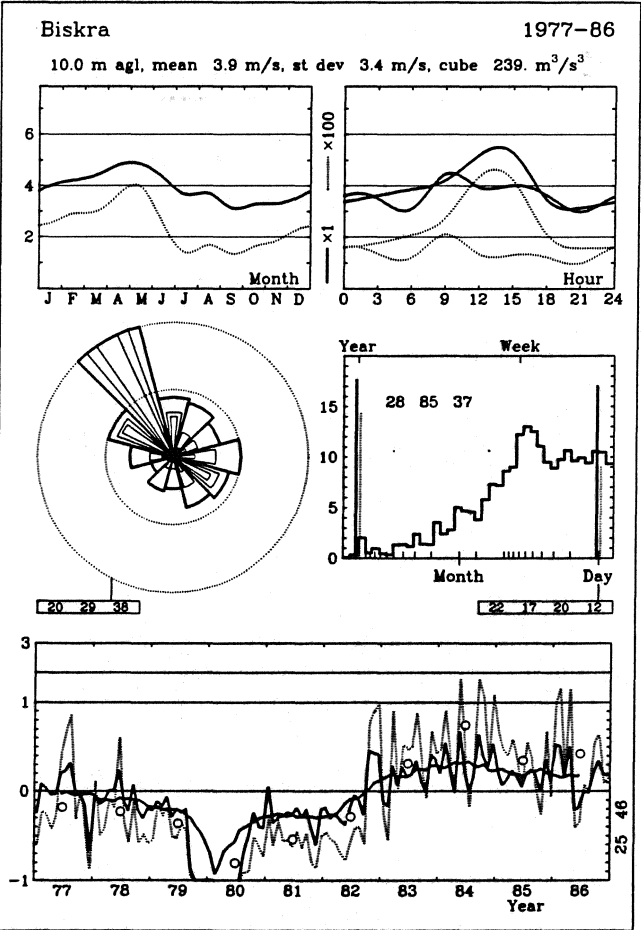 Biskra 1977-86
10.0 m agl, mean 3.9 m/s, st dev 3.4 m/s, cube 239. m³/s³
6
4
2
Month
J F M A M J J A S O N D
×1 ×100
Hour
0 3 6 9 12 15 18 21 24
Year Week
28 85 37
15
10
5
0
Month Day
20 29 38
22 17 20 12
3
1
0
-1
77 78 79 80 81 82 83 84 85 86
Year
25 46